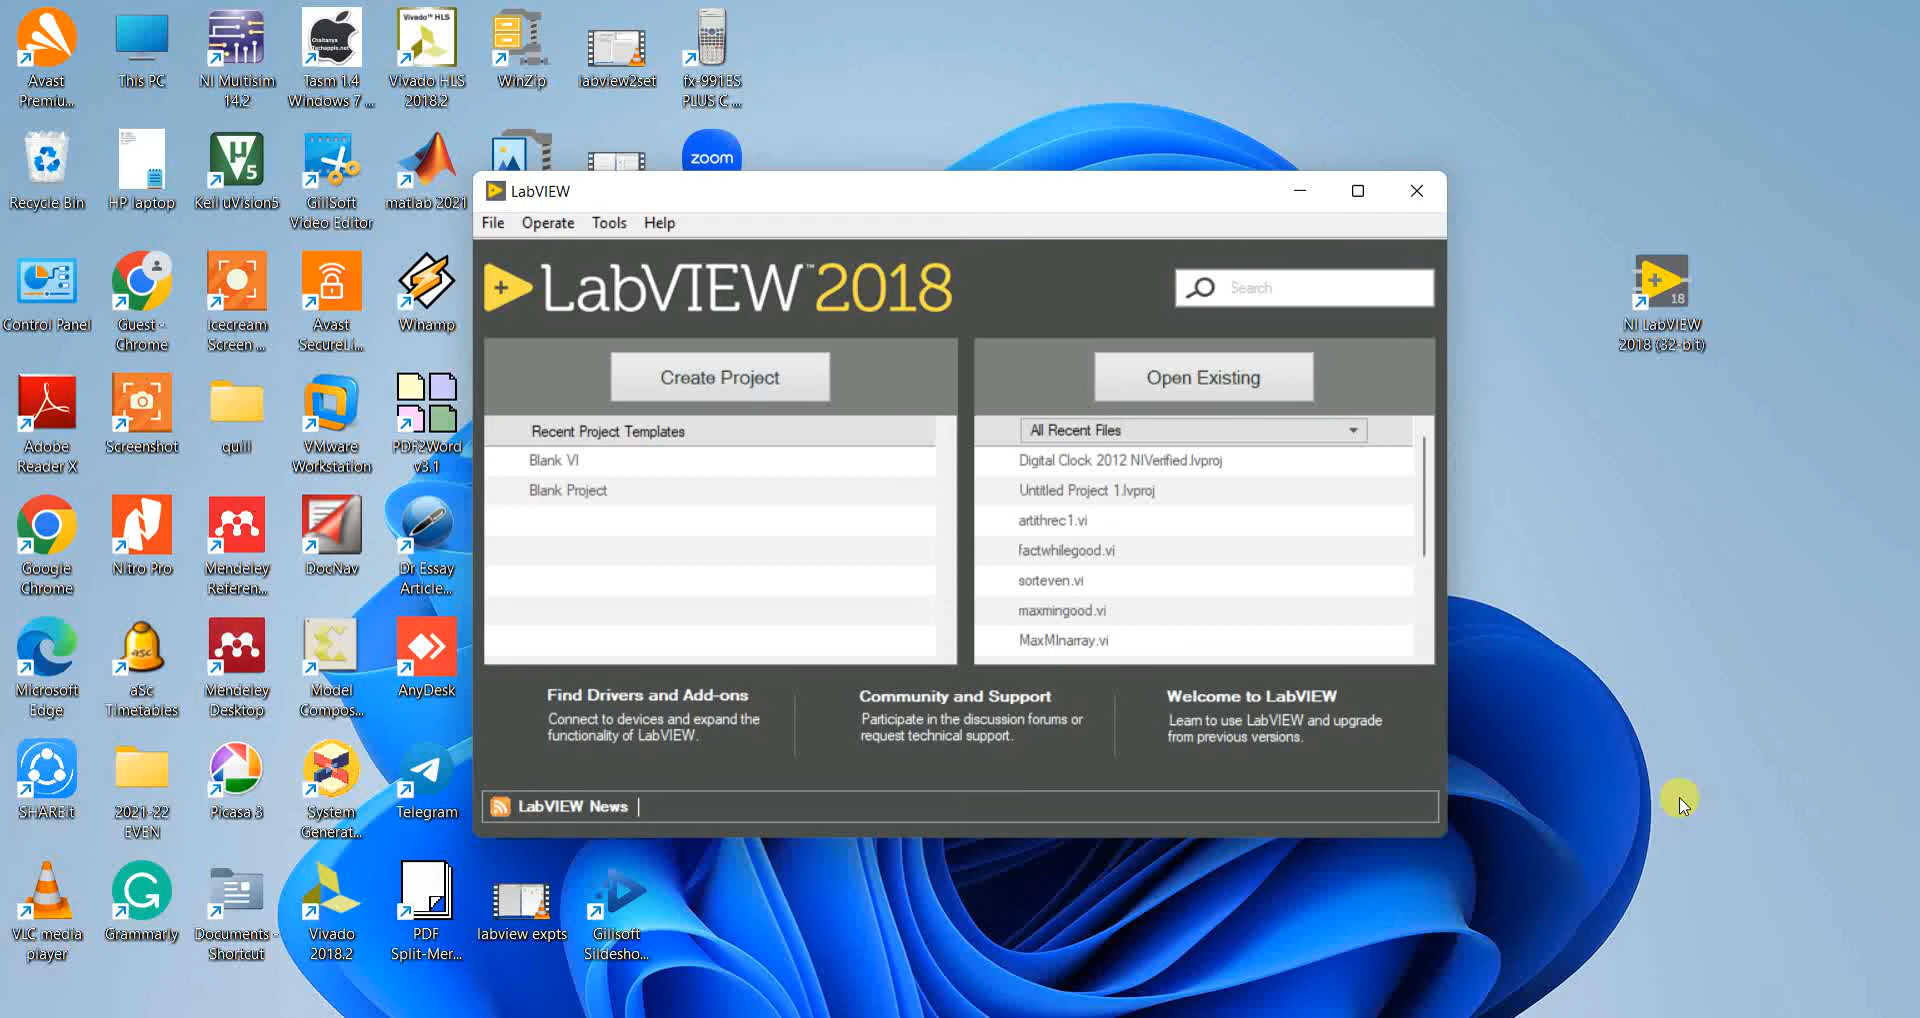 Avast
Premiu...
This PC
NI Multisim
14.2
Chaitanya
Techapple.net
Tasm 1.4
Windows 7 ...
Vivado™ HLS
Vivado HLS
2018.2
WinZip
labview2set
fx-991ES
PLUS C ...
Recycle Bin
HP laptop
μ
V5
Keil uVision5
GiliSoft
Video Editor
matlab 2021
zoom
LabVIEW
File Operate Tools Help
LabVIEW™ 2018
Search
Create Project
Open Existing
Recent Project Templates
Blank VI
Blank Project
All Recent Files
Digital Clock 2012 NIVerified.lvproj
Untitled Project 1.lvproj
artithrec1.vi
factwhilegood.vi
sorteven.vi
maxmingood.vi
MaxMInarray.vi
Find Drivers and Add-ons
Connect to devices and expand the
functionality of LabVIEW.
Community and Support
Participate in the discussion forums or
request technical support.
Welcome to LabVIEW
Learn to use LabVIEW and upgrade
from previous versions.
LabVIEW News
18
NI LabVIEW
2018 (32-bit)
Control Panel
Guest -
Chrome
Icecream
Screen ...
Avast
SecureLi...
Winamp
Adobe
Reader X
Screenshot
quill
VMware
Workstation
PDF2Word
v3.1
Google
Chrome
Nitro Pro
Mendeley
Referen...
DocNav
Dr Essay
Article...
Microsoft
Edge
asc
aSc
Timetables
Mendeley
Desktop
Model
Compos...
AnyDesk
SHAREit
2021-22
EVEN
Picasa 3
System
Generat...
Telegram
VLC media
player
Grammarly
Documents -
Shortcut
Vivado
2018.2
PDF
Split-Mer...
labview expts
Gilisoft
Slidesho...